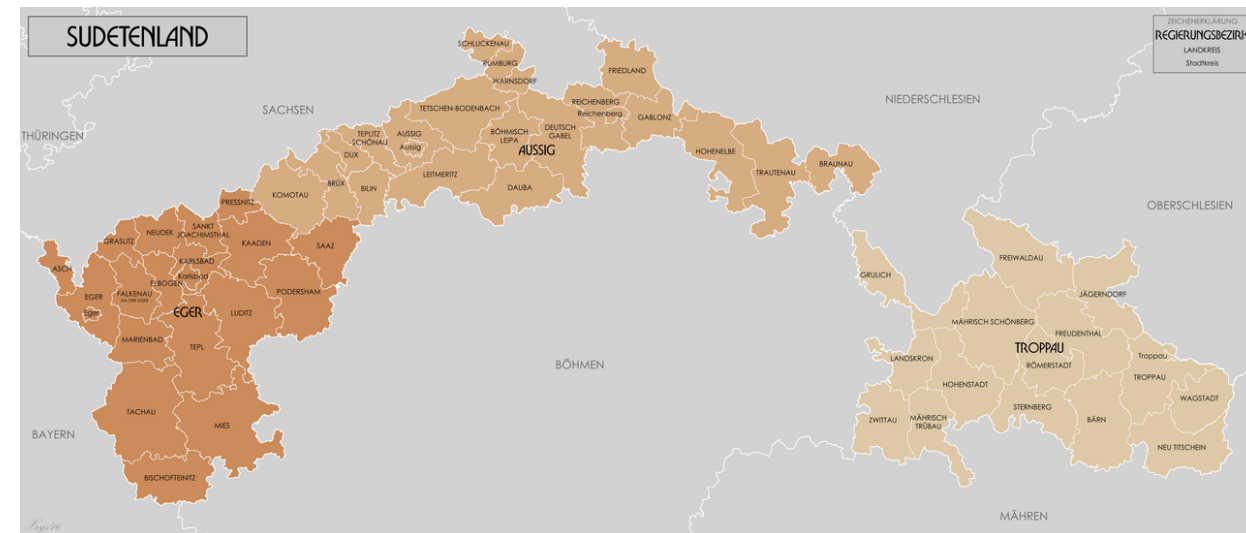 SUDETENLAND
ZEICHENERKLÄRUNG
REGIERUNGSBEZIRK
LANDKREIS
Stadtkreis
SCHLUCKENAU
RUMBURG
WARNSDORF
FRIEDLAND
SACHSEN
NIEDERSCHLESIEN
THÜRINGEN
TETSCHEN-BODENBACH
REICHENBERG
Reichenberg
GABLONZ
TEPLITZ
SCHÖNAU
AUSSIG
Aussig
BÖHMISCH
LEIPA
DEUTSCH
GABEL
AUSSIG
DUX
HOHENELBE
TRAUTENAU
BRAUNAU
BRÜX
BILIN
LEITMERITZ
DAUBA
KOMOTAU
PRESSNITZ
OBERSCHLESIEN
GRASLITZ
NEUDEK
SANKT
JOACHIMSTHAL
KAADEN
SAAZ
ASCH
KARLSBAD
Karlsbad
ELBOGEN
FALKENAU
AN DER EGER
EGER
Eger
EGER
LUDITZ
PODERSHAM
MARIENBAD
TEPL
TACHAU
MIES
BISCHOFTEINITZ
BAYERN
BÖHMEN
GRULICH
FREIWALDAU
JÄGERNDORF
MÄHRISCH SCHÖNBERG
FREUDENTHAL
TROPPAU
LANDSKRON
RÖMERSTADT
Troppau
TROPPAU
HOHENSTADT
WAGSTADT
ZWITTAU
MÄHRISCH
TRÜBAU
STERNBERG
BÄRN
NEU TITSCHEIN
MÄHREN